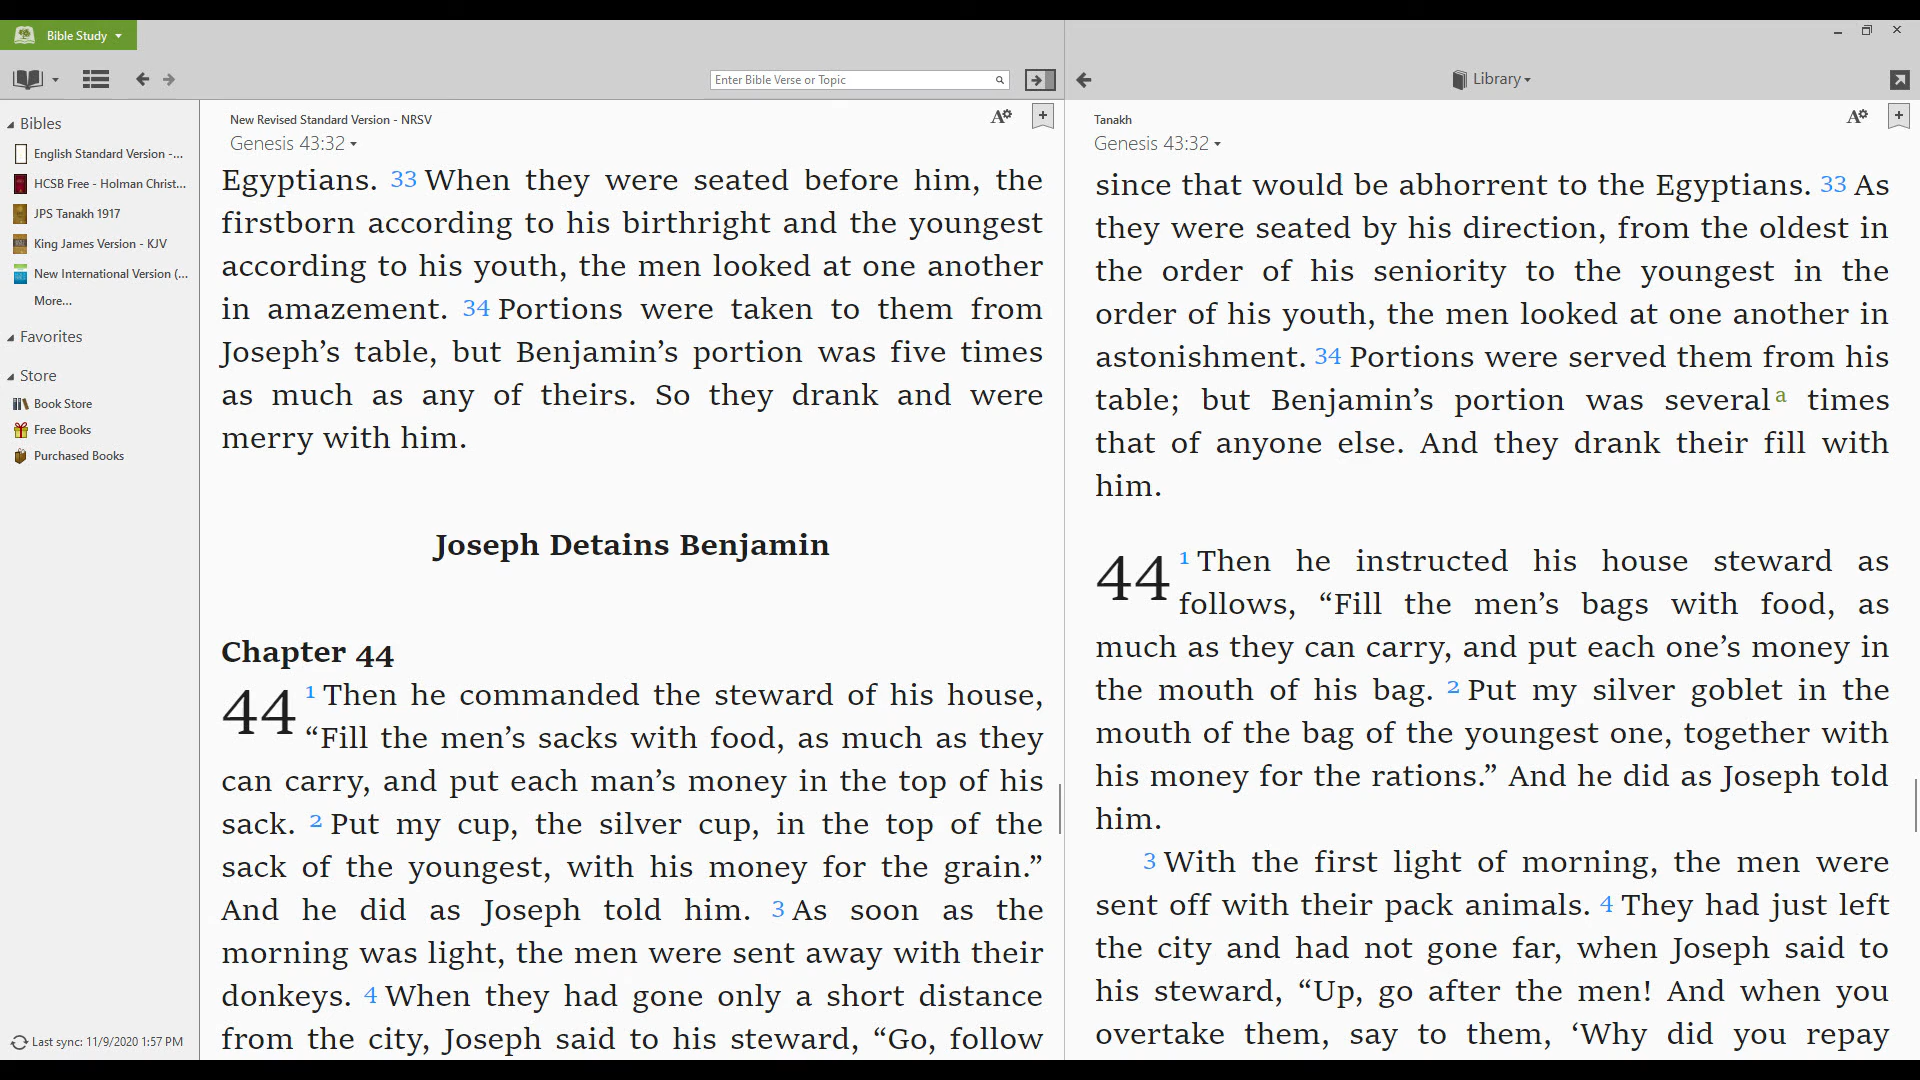 Bible Study
Enter Bible Verse or Topic
Library
Bibles
English Standard Version -...
HCSB Free - Holman Christ...
JPS Tanakh 1917
King James Version - KJV
New International Version (...
More...
Favorites
Store
Book Store
Free Books
Purchased Books
Last sync: 11/9/2020 1:57 PM
New Revised Standard Version - NRSV
Genesis 43:32
Egyptians. 33 When they were seated before him, the
firstborn according to his birthright and the youngest
according to his youth, the men looked at one another
in amazement. 34 Portions were taken to them from
Joseph’s table, but Benjamin’s portion was five times
as much as any of theirs. So they drank and were
merry with him.
Joseph Detains Benjamin
Chapter 44
44 1 Then he commanded the steward of his house,
“Fill the men’s sacks with food, as much as they
can carry, and put each man’s money in the top of his
sack. 2 Put my cup, the silver cup, in the top of the
sack of the youngest, with his money for the grain.”
And he did as Joseph told him. 3 As soon as the
morning was light, the men were sent away with their
donkeys. 4 When they had gone only a short distance
from the city, Joseph said to his steward, “Go, follow
Tanakh
Genesis 43:32
since that would be abhorrent to the Egyptians. 33 As
they were seated by his direction, from the oldest in
the order of his seniority to the youngest in the
order of his youth, the men looked at one another in
astonishment. 34 Portions were served them from his
table; but Benjamin’s portion was several a times
that of anyone else. And they drank their fill with
him.
44 1 Then he instructed his house steward as
follows, “Fill the men’s bags with food, as
much as they can carry, and put each one’s money in
the mouth of his bag. 2 Put my silver goblet in the
mouth of the bag of the youngest one, together with
his money for the rations.” And he did as Joseph told
him.
3 With the first light of morning, the men were
sent off with their pack animals. 4 They had just left
the city and had not gone far, when Joseph said to
his steward, “Up, go after the men! And when you
overtake them, say to them, ‘Why did you repay